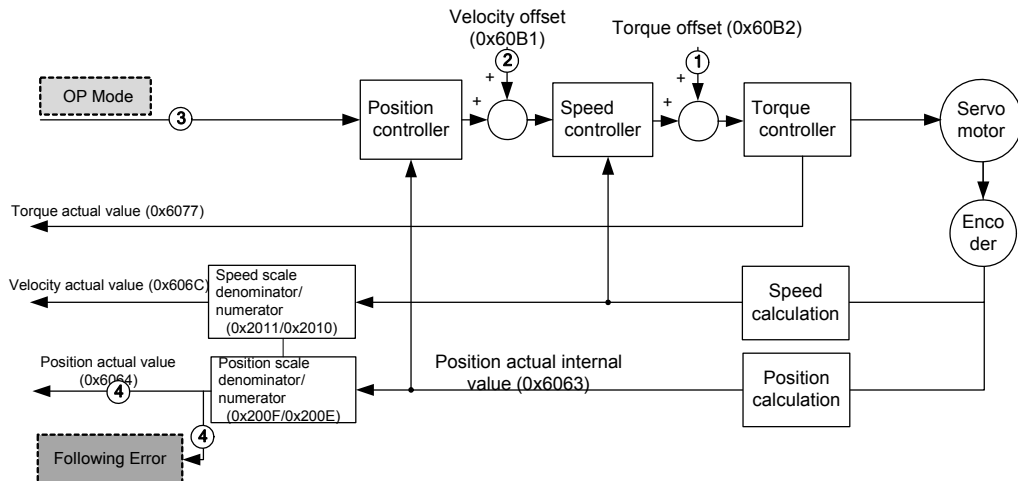 Velocity offset
(0x60B1)
Torque offset (0x60B2)
2
1
+
+
OP Mode
3
Position
controller
+
Speed
controller
+
Torque
controller
Servo
motor
Torque actual value (0x6077)
Enco
der
Velocity actual value (0x606C)
Speed scale
denominator/
numerator
(0x2011/0x2010)
Speed
calculation
Position actual value
(0x6064)
4
Position scale
denominator/
numerator
(0x200F/0x200E)
Position actual internal
value (0x6063)
Position
calculation
4
Following Error